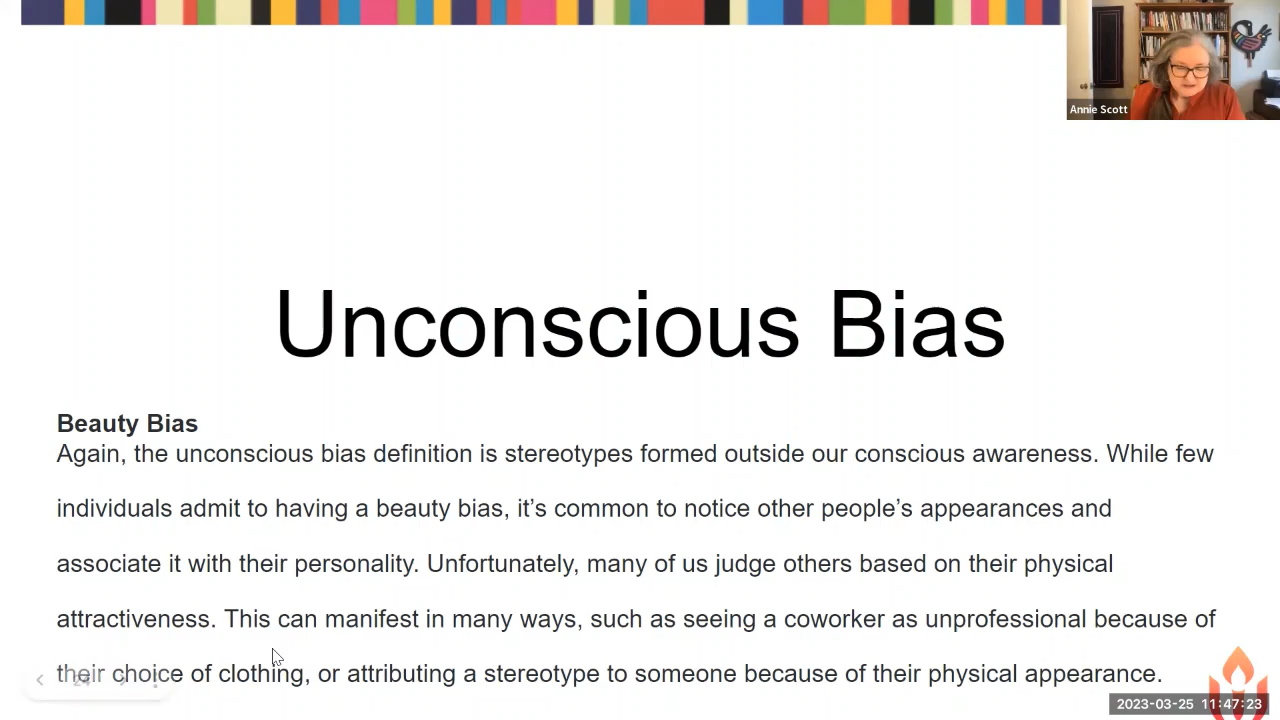 Annie Scott
Unconscious Bias
Beauty Bias
Again, the unconscious bias definition is stereotypes formed outside our conscious awareness. While few
individuals admit to having a beauty bias, it’s common to notice other people’s appearances and
associate it with their personality. Unfortunately, many of us judge others based on their physical
attractiveness. This can manifest in many ways, such as seeing a coworker as unprofessional because of
their choice of clothing, or attributing a stereotype to someone because of their physical appearance.
24
2023-03-25 11:47:23